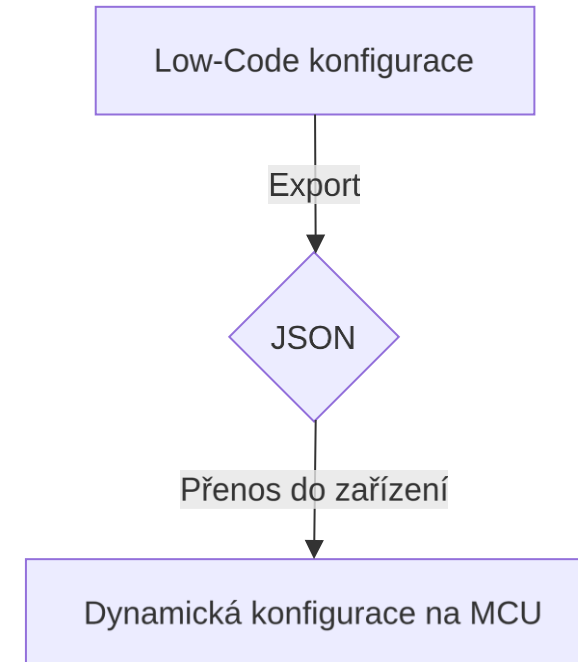 Low-Code konfigurace
Export
JSON
Přenos do zařízení
Dynamická konfigurace na MCU